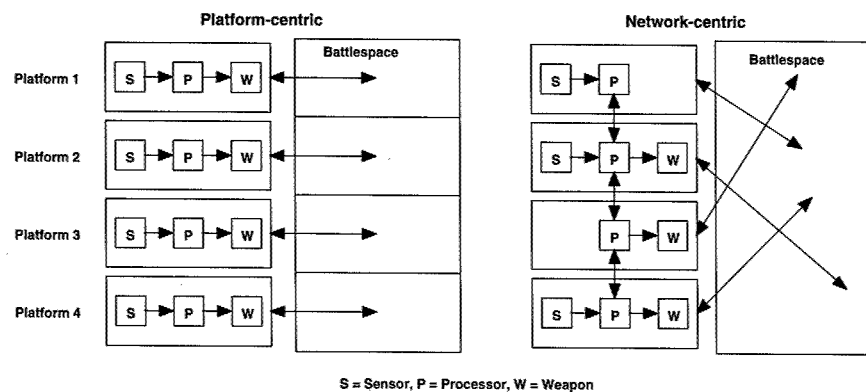 Platform-centric
Network-centric
Battlespace
Battlespace
Platform 1
S P W
S P
Platform 2
S P W
S P W
Platform 3
S P W
P W
Platform 4
S P W
S P W
S = Sensor, P = Processor, W = Weapon